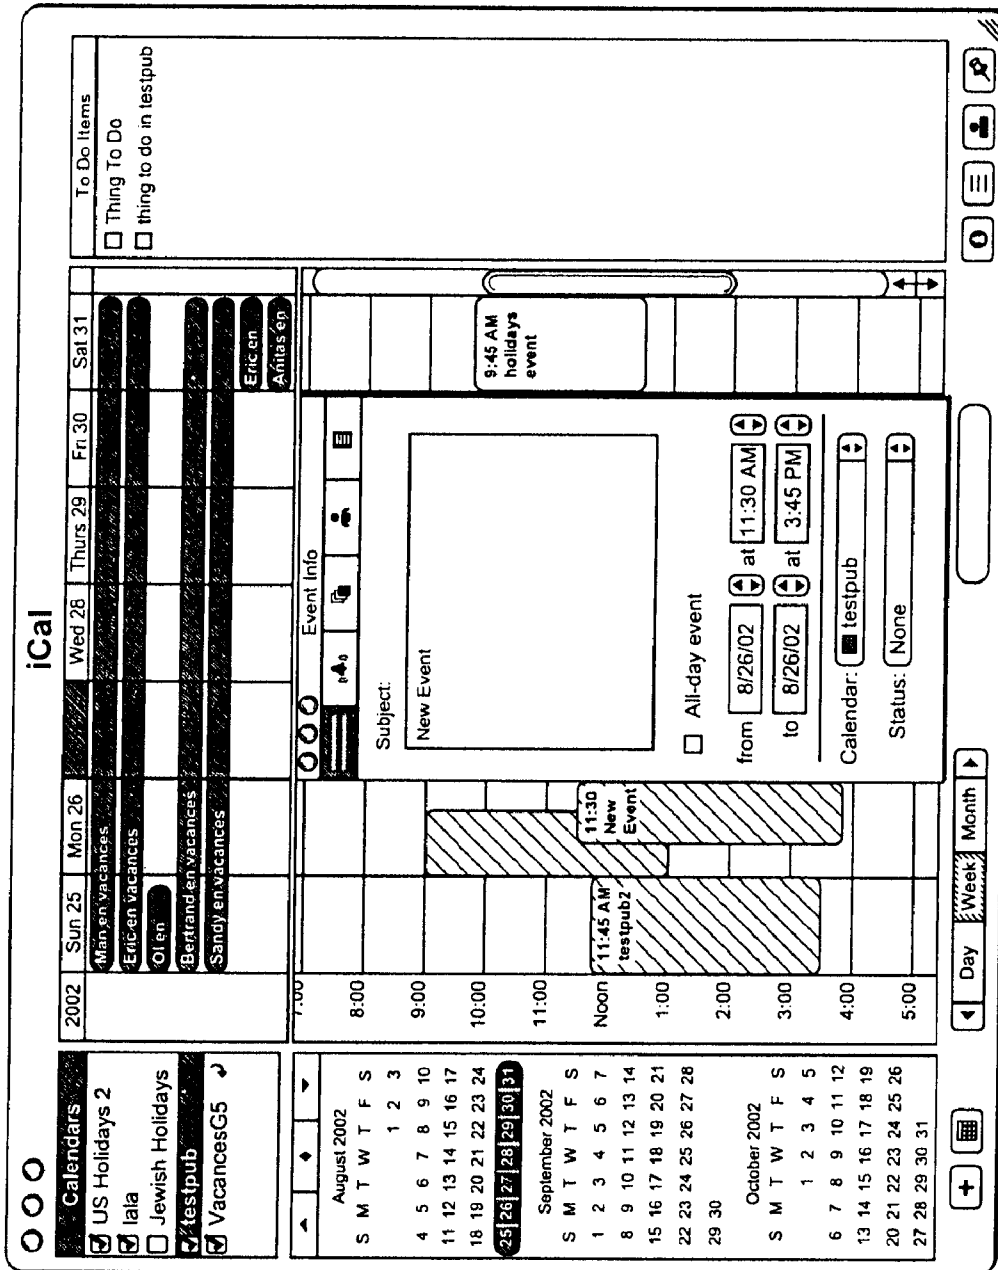 iCal
Calendars
US Holidays 2
lala
Jewish Holidays
testpub
VacancesG5
August 2002
S M T W T F S
1 2 3
4 5 6 7 8 9 10
11 12 13 14 15 16 17
18 19 20 21 22 23 24
25 26 27 28 29 30 31
September 2002
S M T W T F S
1 2 3 4 5 6 7
8 9 10 11 12 13 14
15 16 17 18 19 20 21
22 23 24 25 26 27 28
29 30
October 2002
S M T W T F S
1 2 3 4 5
6 7 8 9 10 11 12
13 14 15 16 17 18 19
20 21 22 23 24 25 26
27 28 29 30 31
2002 Sun 25 Mon 26 Wed 28 Thurs 29 Fri 30 Sat 31
Man en vacances
Eric en vacances
Ol en
Bertrand en vacances
Sandy en vacances
Eric en
Anitas en
7:00
8:00
9:00
10:00
11:00
Noon
1:00
2:00
3:00
4:00
5:00
11:45 AM
testpub2
11:30
New
Event
9:45 AM
holidays
event
Event Info
Subject:
New Event
All-day event
from 8/26/02 at 11:30 AM
to 8/26/02 at 3:45 PM
Calendar: testpub
Status: None
To Do Items
Thing To Do
thing to do in testpub
Day Week Month